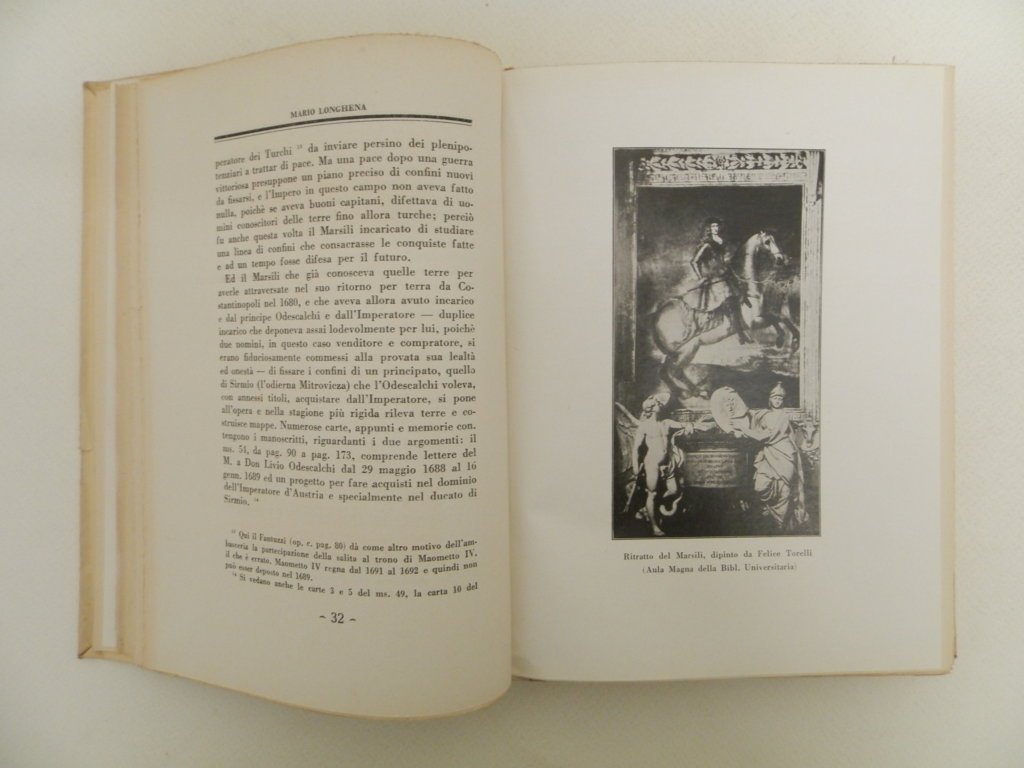 MARIO LONGHENA
peratore dei Turchi ¹³ da inviare persino dei plenipo-
tenziari a trattar di pace. Ma una pace dopo una guerra
vittoriosa presuppone un piano preciso di confini nuovi
da fissarsi, e l'Impero in questo campo non aveva fatto
nulla, poichè se aveva buoni capitani, difettava di uo-
mini conoscitori delle terre fino allora turche; perciò
fu anche questa volta il Marsili incaricato di studiare
una linea di confini che consacrasse le conquiste fatte
e ad un tempo fosse difesa per il futuro.
Ed il Marsili che già conosceva quelle terre per
averle attraversate nel suo ritorno per terra da Co-
stantinopoli nel 1680, e che aveva allora avuto incarico
e dal principe Odescalchi e dall'Imperatore — duplice
incarico che deponeva assai lodevolmente per lui, poichè
due uomini, in questo caso venditore e compratore, si
erano fiduciosamente commessi alla provata sua lealtà
ed onestà — di fissare i confini di un principato, quello
di Sirmio (l'odierna Mitrovicza) che l'Odescalchi voleva,
con annessi titoli, acquistare dall'Imperatore, si pone
all'opera e nella stagione più rigida rileva terre e co-
struisce mappe. Numerose carte, appunti e memorie con.
tengono i manoscritti, riguardanti i due argomenti: il
ms. 51, da pag. 90 a pag. 173, comprende lettere del
M. a Don Livio Odescalchi dal 29 maggio 1688 al 16
genn. 1689 ed un progetto per fare acquisti nel dominio
dell'Imperatore d'Austria e specialmente nel ducato di
Sirmio. ¹⁴
¹³ Qui il Fantuzzi (op. c. pag. 80) dà come altro motivo dell'am-
basceria la partecipazione della salita al trono di Maometto IV.
il che è errato. Maometto IV regna dal 1691 al 1692 e quindi non
può esser deposto nel 1689.
¹⁴ Si vedano anche le carte 3 e 5 del ms. 49, la carta 10 del
- 32 -
Ritratto del Marsili, dipinto da Felice Torelli
(Aula Magna della Bibl. Universitaria)